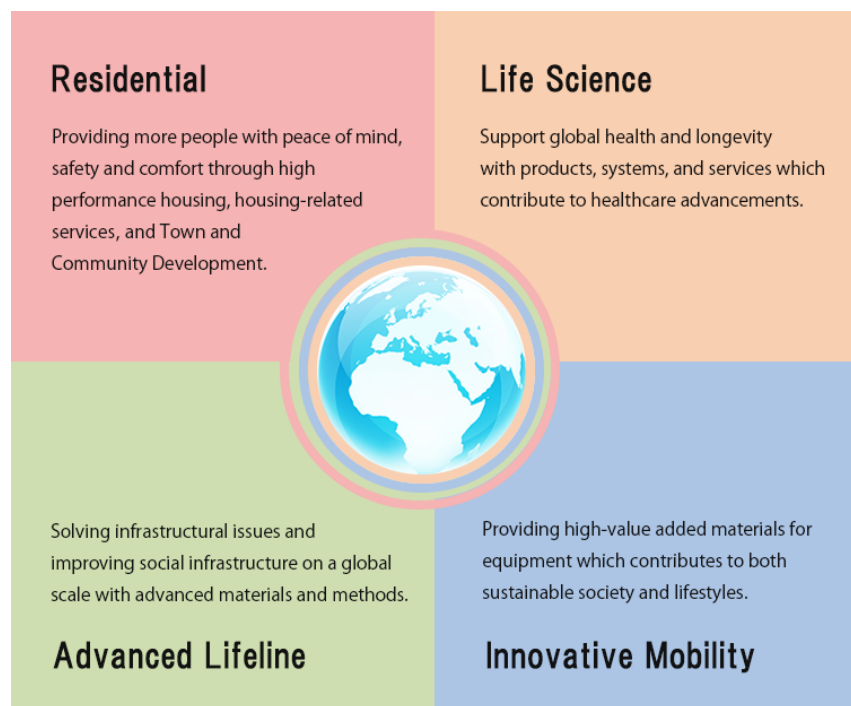 Residential
Providing more people with peace of mind,
safety and comfort through high
performance housing, housing-related
services, and Town and
Community Development.
Life Science
Support global health and longevity
with products, systems, and services which
contribute to healthcare advancements.
Solving infrastructural issues and
improving social infrastructure on a global
scale with advanced materials and methods.
Advanced Lifeline
Providing high-value added materials for
equipment which contributes to both
sustainable society and lifestyles.
Innovative Mobility